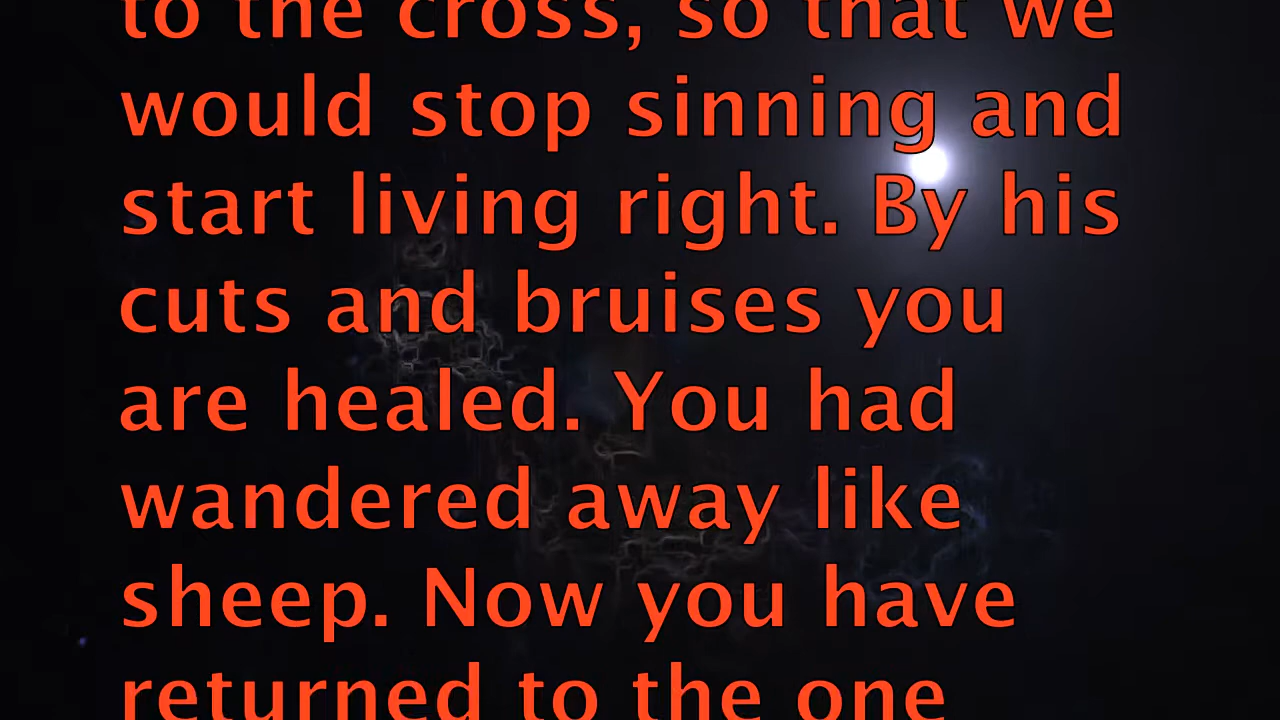 to the cross, so that we
would stop sinning and
start living right. By his
cuts and bruises you
are healed. You had
wandered away like
sheep. Now you have
returned to the one